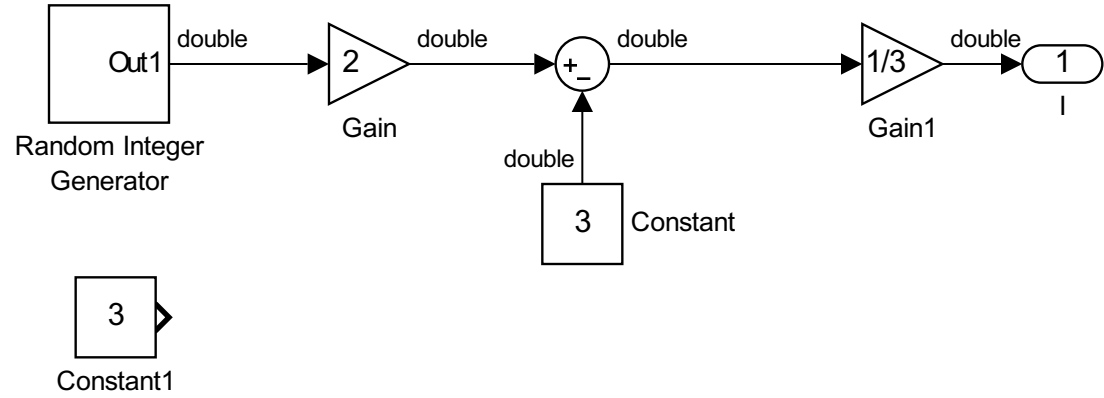 Out1
double
2
double
+
−
double
1/3
double
1
Random Integer
Generator
Gain
Gain1
I
double
3
Constant
3
Constant1